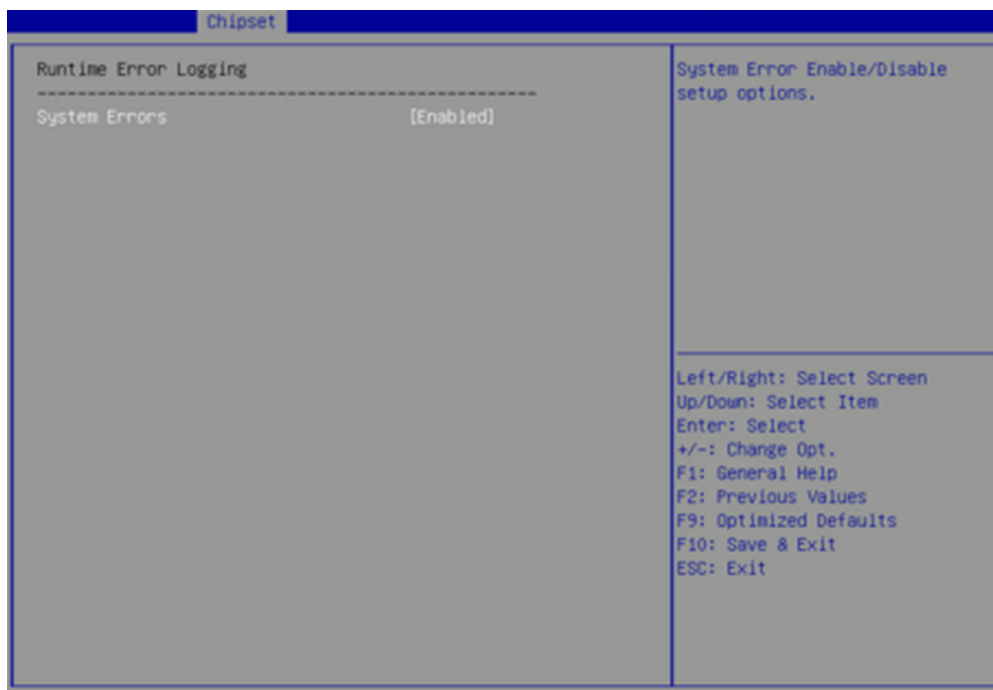 Chipset
Runtime Error Logging
--------------------------------------------------
System Errors [Enabled]
System Error Enable/Disable
setup options.
Left/Right: Select Screen
Up/Down: Select Item
Enter: Select
+/-: Change Opt.
F1: General Help
F2: Previous Values
F9: Optimized Defaults
F10: Save & Exit
ESC: Exit